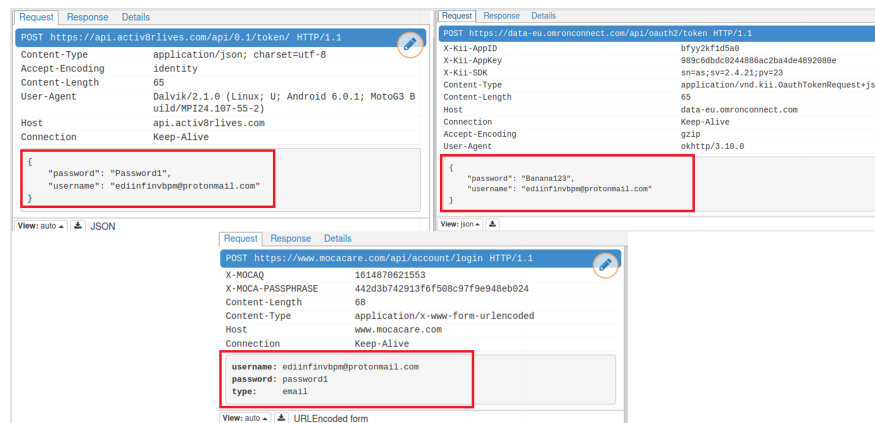 Request Response Details
POST https://api.activ8rlives.com/api/0.1/token/ HTTP/1.1
Content-Type application/json; charset=utf-8
Accept-Encoding identity
Content-Length 65
User-Agent Dalvik/2.1.0 (Linux; U; Android 6.0.1; MotoG3 B
uild/MPI24.107-55-2)
Host api.activ8rlives.com
Connection Keep-Alive
{
"password": "Password1",
"username": "ediinfinvbpm@protonmail.com"
}
View: auto JSON
Request Response Details
POST https://data-eu.omronconnect.com/api/oauth2/token HTTP/1.1
X-Kii-AppID bfyy2kf1d5a0
X-Kii-AppKey 989c6dbdc0244886ac2ba4de4892080e
X-Kii-SDK sn=as;sv=2.4.21;pv=23
Content-Type application/vnd.kii.OauthTokenRequest+js
Content-Length 65
Host data-eu.omronconnect.com
Connection Keep-Alive
Accept-Encoding gzip
User-Agent okhttp/3.10.0
{
"password": "Banana123",
"username": "ediinfinvbpm@protonmail.com"
}
View: json
Request Response Details
POST https://www.mocacare.com/api/account/login HTTP/1.1
X-MOCAQ 1614870621553
X-MOCA-PASSPHRASE 442d3b742913f6f508c97f9e948eb024
Content-Length 68
Content-Type application/x-www-form-urlencoded
Host www.mocacare.com
Connection Keep-Alive
username: ediinfinvbpm@protonmail.com
password: password1
type: email
View: auto URLEncoded form